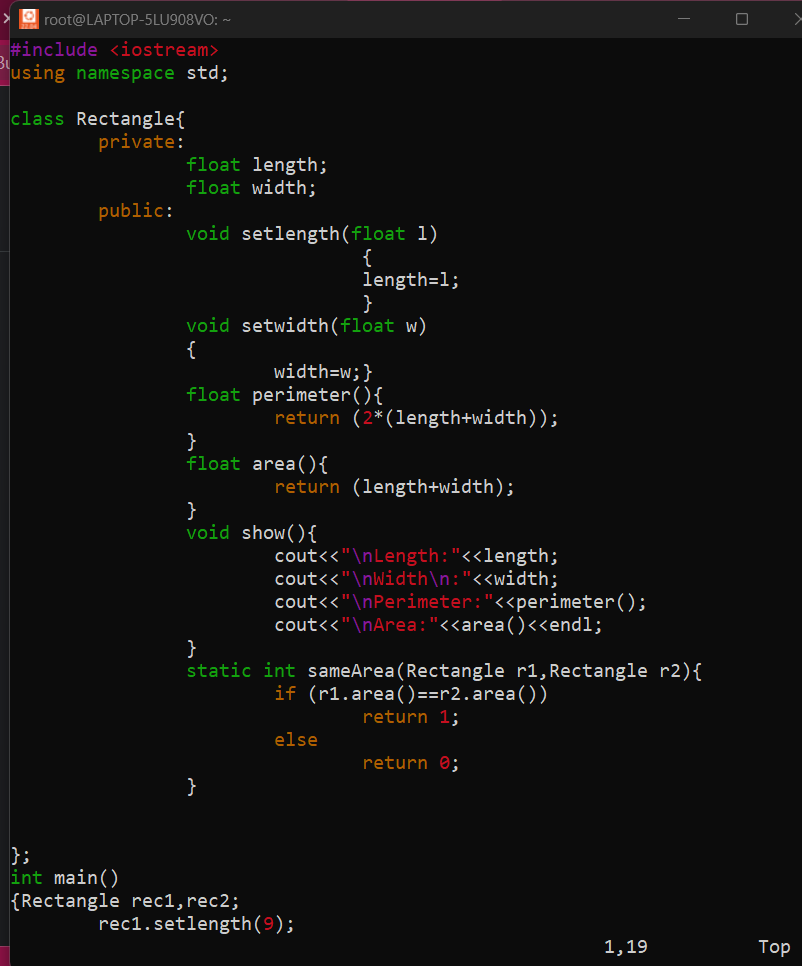 root@LAPTOP-5LU908VO: ~
#include <iostream>
using namespace std;
class Rectangle{
private:
float length;
float width;
public:
void setlength(float l)
{
length=l;
}
void setwidth(float w)
{
width=w;}
float perimeter(){
return (2*(length+width));
}
float area(){
return (length+width);
}
void show(){
cout<<"\nLength:"<<length;
cout<<"\nWidth\n:"<<width;
cout<<"\nPerimeter:"<<perimeter();
cout<<"\nArea:"<<area()<<endl;
}
static int sameArea(Rectangle r1,Rectangle r2){
if (r1.area()==r2.area())
return 1;
else
return 0;
}
};
int main()
{Rectangle rec1,rec2;
rec1.setlength(9);
1,19 Top